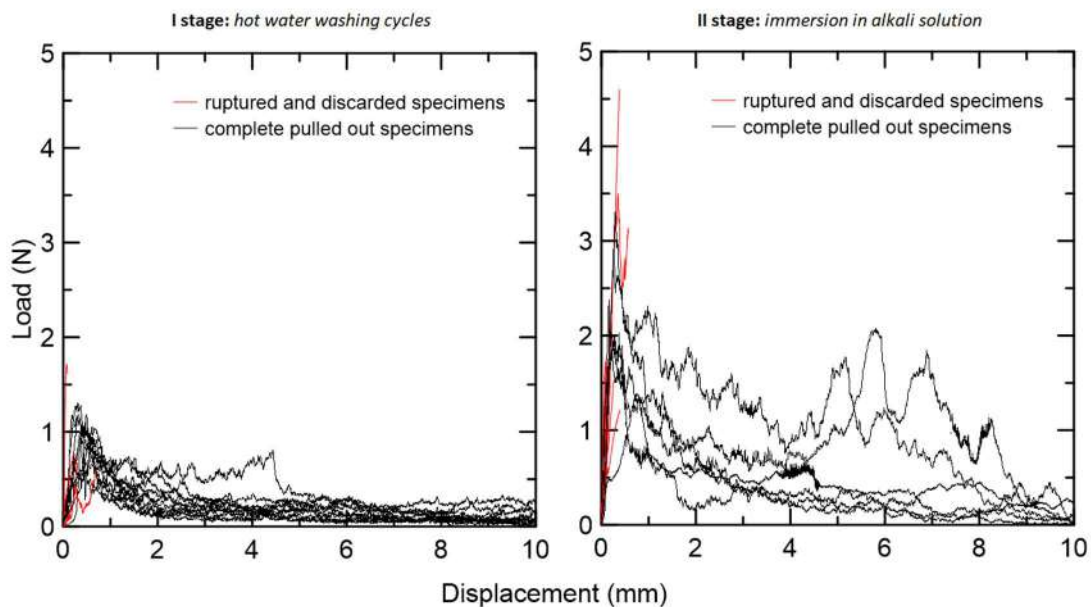 I stage: hot water washing cycles
5
4
3
2
1
0
Load (N)
ruptured and discarded specimens
complete pulled out specimens
0 2 4 6 8 10
II stage: immersion in alkali solution
5
4
3
2
1
0
ruptured and discarded specimens
complete pulled out specimens
0 2 4 6 8 10
Displacement (mm)